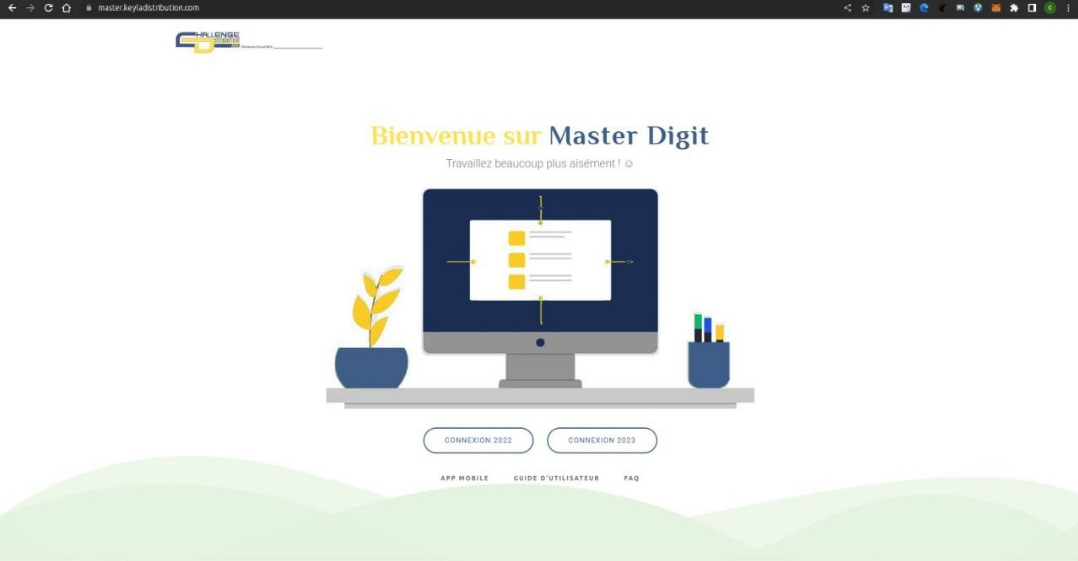 master.keyladistribution.com
CHALLENGE
DISTRIBUTION
Bienvenue sur Master Digit
Travaillez beaucoup plus aisément ! ☺
CONNEXION 2022 CONNEXION 2023
APP MOBILE GUIDE D'UTILISATEUR FAQ